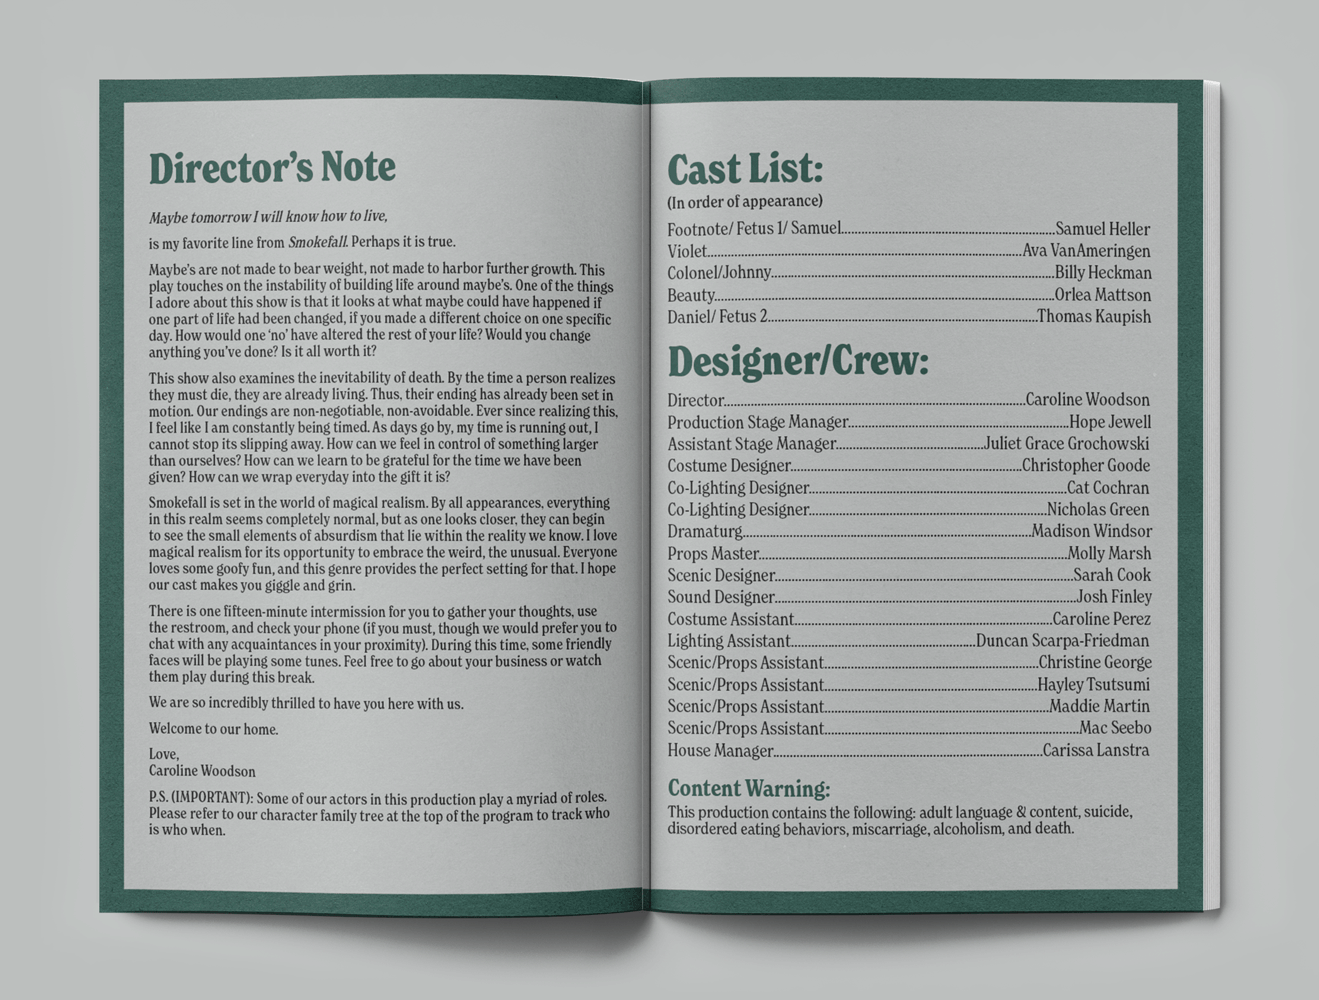 Director's Note
Maybe tomorrow I will know how to live,
is my favorite line from Smokefall. Perhaps it is true.
Maybe's are not made to bear weight, not made to harbor further growth. This
play touches on the instability of building life around maybe's. One of the things
I adore about this show is that it looks at what maybe could have happened if
one part of life had been changed, if you made a different choice on one specific
day. How would one 'no' have altered the rest of your life? Would you change
anything you've done? Is it all worth it?
This show also examines the inevitability of death. By the time a person realizes
they must die, they are already living. Thus, their ending has already been set in
motion. Our endings are non-negotiable, non-avoidable. Ever since realizing this,
I feel like I am constantly being timed. As days go by, my time is running out, I
cannot stop its slipping away. How can we feel in control of something larger
than ourselves? How can we learn to be grateful for the time we have been
given? How can we wrap everyday into the gift it is?
Smokefall is set in the world of magical realism. By all appearances, everything
in this realm seems completely normal, but as one looks closer, they can begin
to see the small elements of absurdism that lie within the reality we know. I love
magical realism for its opportunity to embrace the weird, the unusual. Everyone
loves some goofy fun, and this genre provides the perfect setting for that. I hope
our cast makes you giggle and grin.
There is one fifteen-minute intermission for you to gather your thoughts, use
the restroom, and check your phone (if you must, though we would prefer you to
chat with any acquaintances in your proximity). During this time, some friendly
faces will be playing some tunes. Feel free to go about your business or watch
them play during this break.
We are so incredibly thrilled to have you here with us.
Welcome to our home.
Love,
Caroline Woodson
P.S. (IMPORTANT): Some of our actors in this production play a myriad of roles.
Please refer to our character family tree at the top of the program to track who
is who when.
Cast List:
(In order of appearance)
Footnote/ Fetus 1/ Samuel...Samuel Heller
Violet...Ava VanAmeringen
Colonel/Johnny...Billy Heckman
Beauty...Orlea Mattson
Daniel/ Fetus 2...Thomas Kaupish
Designer/Crew:
Director...Caroline Woodson
Production Stage Manager...Hope Jewell
Assistant Stage Manager...Juliet Grace Grochowski
Costume Designer...Christopher Goode
Co-Lighting Designer...Cat Cochran
Co-Lighting Designer...Nicholas Green
Dramaturg...Madison Windsor
Props Master...Molly Marsh
Scenic Designer...Sarah Cook
Sound Designer...Josh Finley
Costume Assistant...Caroline Perez
Lighting Assistant...Duncan Scarpa-Friedman
Scenic/Props Assistant...Christine George
Scenic/Props Assistant...Hayley Tsutsumi
Scenic/Props Assistant...Maddie Martin
Scenic/Props Assistant...Mac Seebo
House Manager...Carissa Lanstra
Content Warning:
This production contains the following: adult language & content, suicide,
disordered eating behaviors, miscarriage, alcoholism, and death.